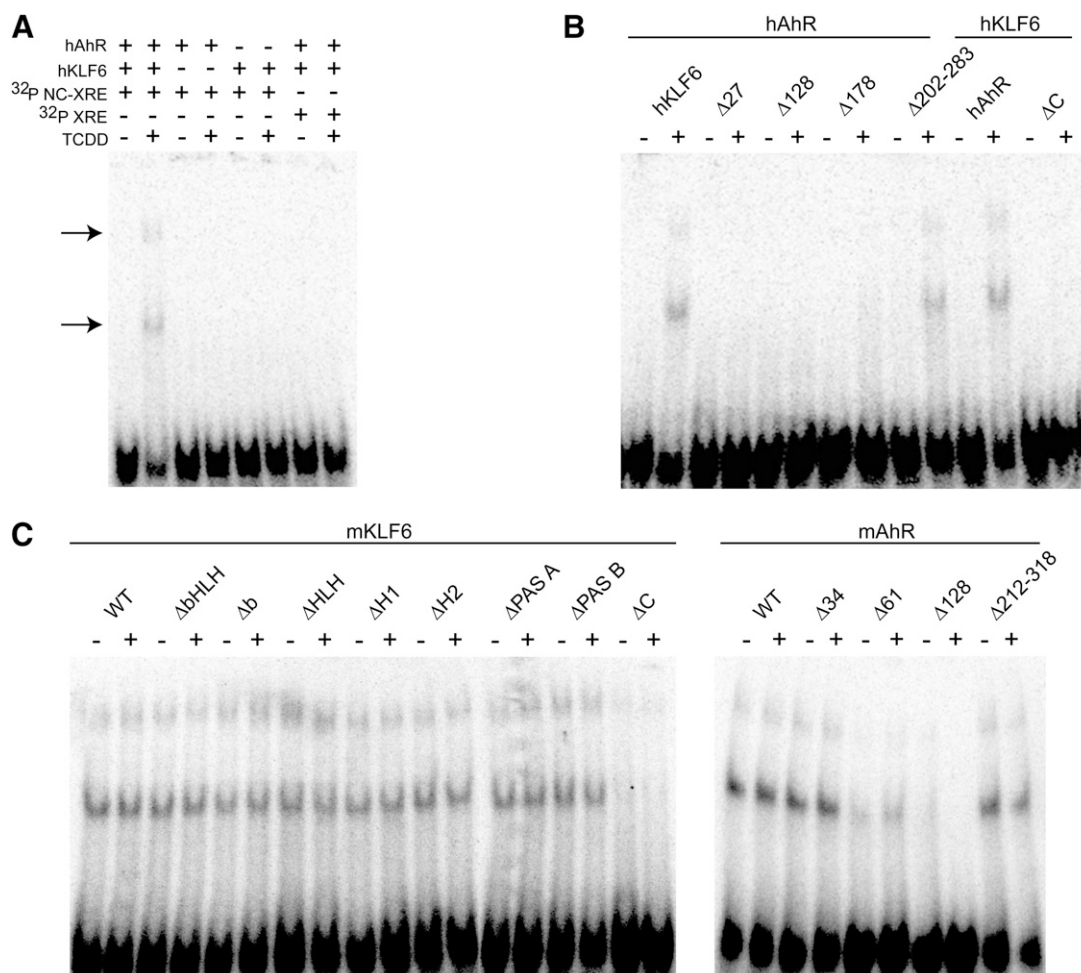 A
hAhR + + + + - - + +
hKLF6 + + - - + + + +
32P NC-XRE + + + + + + - -
32P XRE - - - - - - + +
TCDD - + - + - + - +
B
hAhR hKLF6
hKLF6 Δ27 Δ128 Δ178 Δ202-283 hAhR ΔC
- + - + - + - + - + - + - +
C
mKLF6 mAhR
WT ΔbHLH Δb ΔHLH ΔH1 ΔH2 ΔPAS A ΔPAS B ΔC WT Δ34 Δ61 Δ128 Δ212-318
- + - + - + - + - + - + - + - + - + - + - + - + - + - +